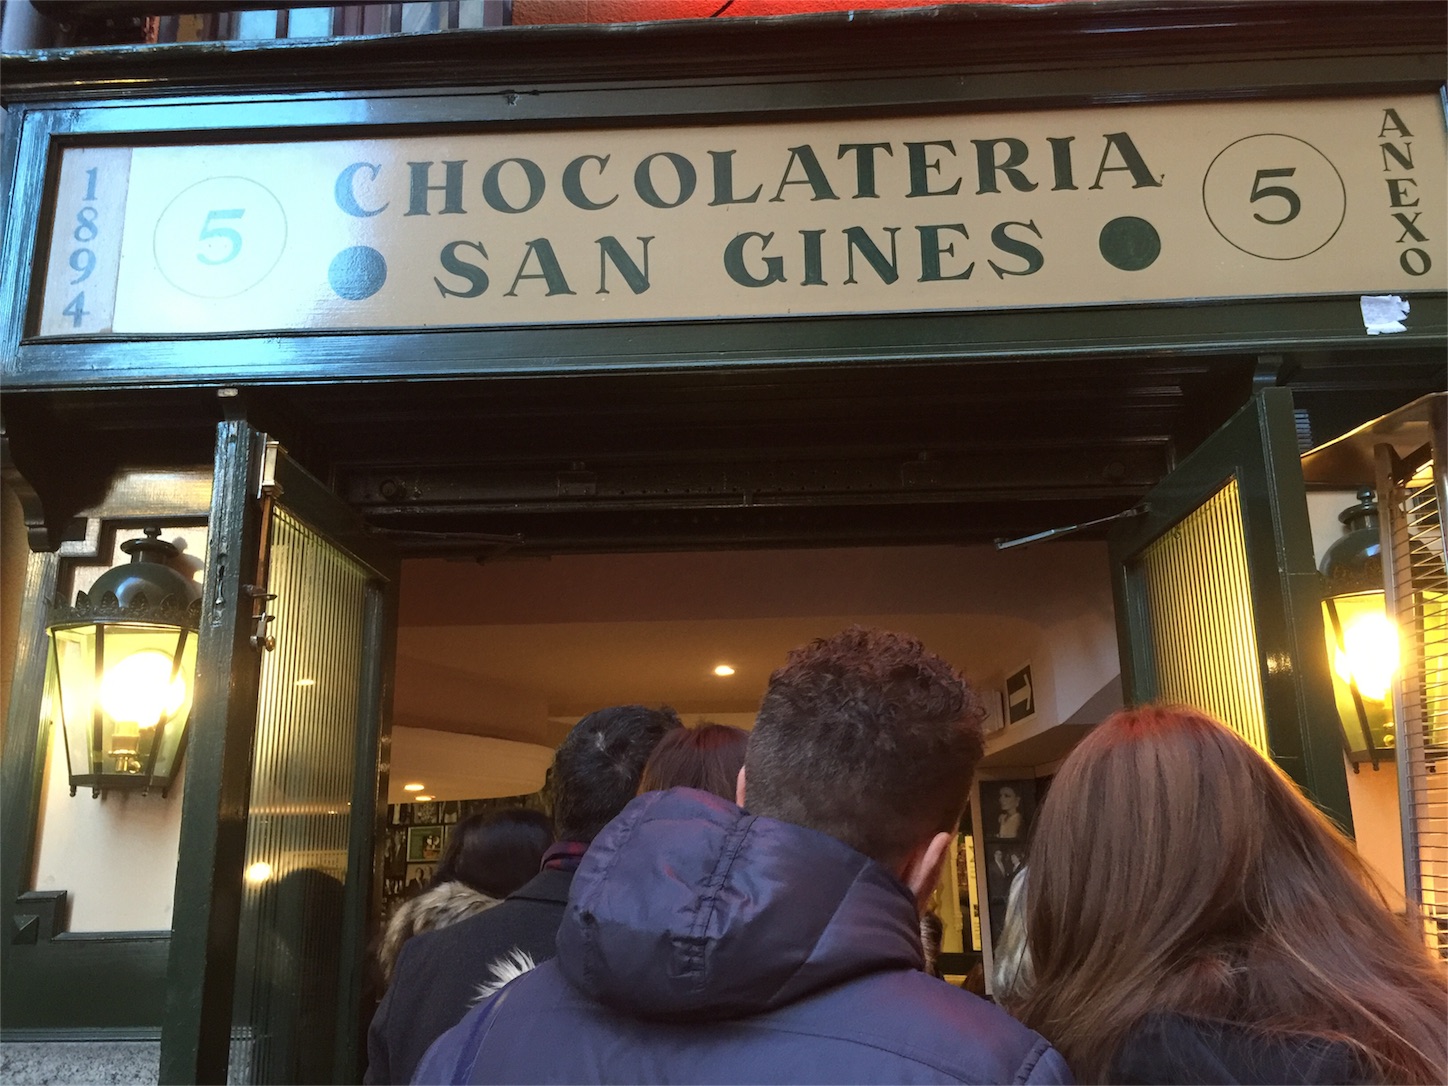 1894
5
CHOCOLATERIA
SAN GINES
5
ANEXO